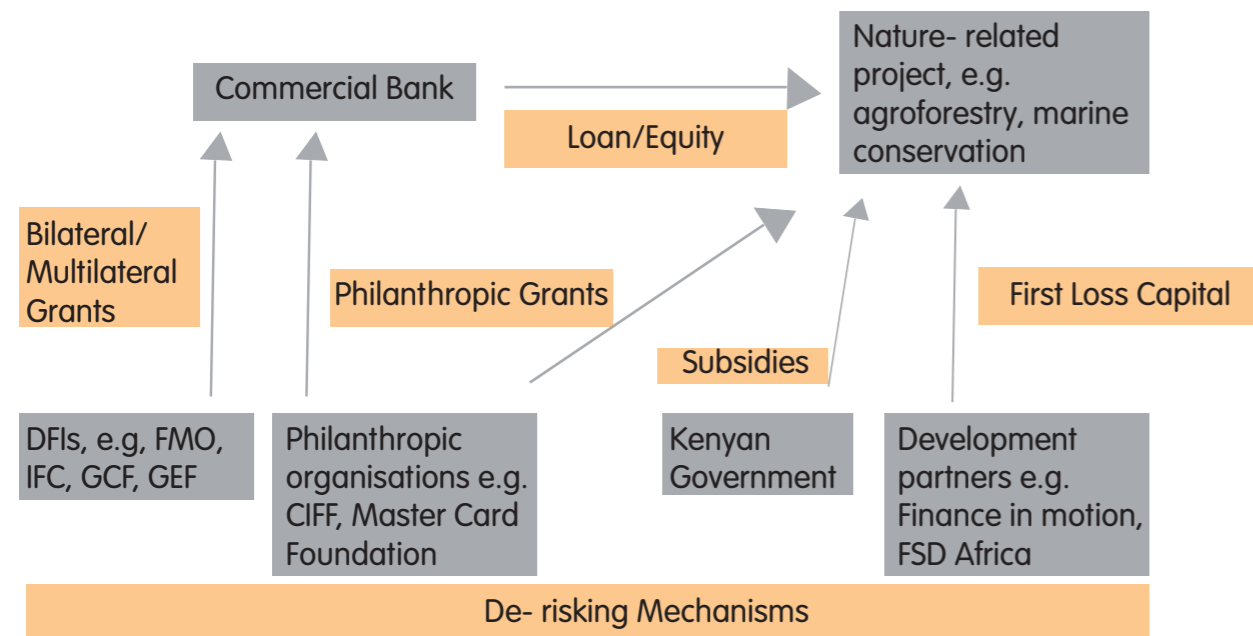 Commercial Bank
Nature- related
project, e.g.
agroforestry, marine
conservation
Loan/Equity
Bilateral/
Multilateral
Grants
Philanthropic Grants
First Loss Capital
Subsidies
DFIs, e.g, FMO,
IFC, GCF, GEF
Philanthropic
organisations e.g.
CIFF, Master Card
Foundation
Kenyan
Government
Development
partners e.g.
Finance in motion,
FSD Africa
De- risking Mechanisms